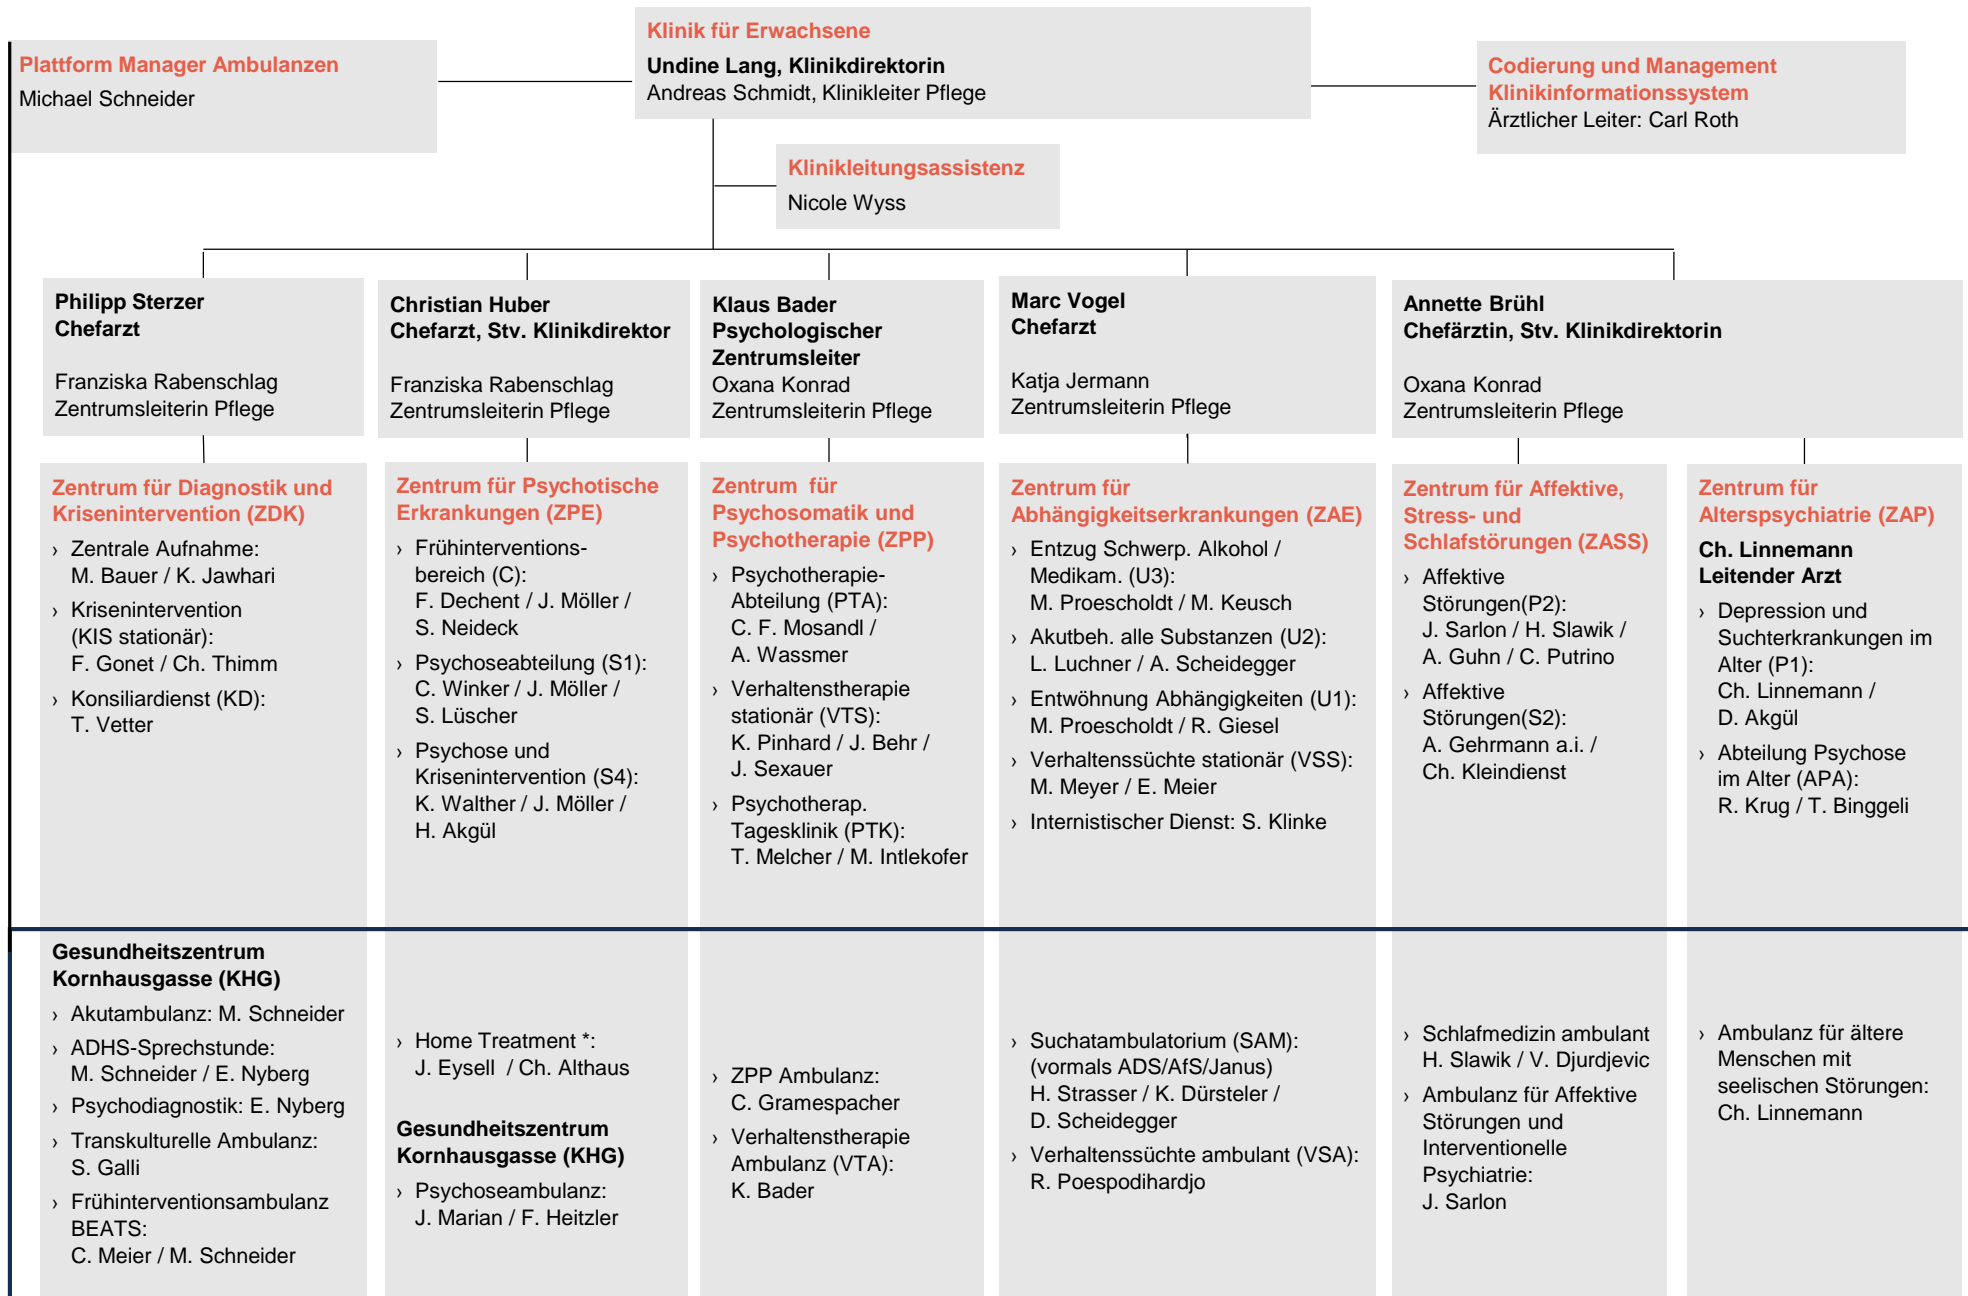 Klinik für Erwachsene
Undine Lang, Klinikdirektorin
Andreas Schmidt, Klinikleiter Pflege
Plattform Manager Ambulanzen
Michael Schneider
Codierung und Management
Klinikinformationssystem
Ärztlicher Leiter: Carl Roth
Klinikleitungsassistenz
Nicole Wyss
Philipp Sterzer
Chefarzt
Franziska Rabenschlag
Zentrumsleiterin Pflege
Christian Huber
Chefarzt, Stv. Klinikdirektor
Franziska Rabenschlag
Zentrumsleiterin Pflege
Klaus Bader
Psychologischer
Zentrumsleiter
Oxana Konrad
Zentrumsleiterin Pflege
Marc Vogel
Chefarzt
Katja Jermann
Zentrumsleiterin Pflege
Annette Brühl
Chefärztin, Stv. Klinikdirektorin
Oxana Konrad
Zentrumsleiterin Pflege
Zentrum für Diagnostik und
Krisenintervention (ZDK)
› Zentrale Aufnahme:
M. Bauer / K. Jawhari
› Krisenintervention
(KIS stationär):
F. Gonet / Ch. Thimm
› Konsiliardienst (KD):
T. Vetter
Zentrum für Psychotische
Erkrankungen (ZPE)
› Frühinterventions-
bereich (C):
F. Dechent / J. Möller /
S. Neideck
› Psychoseabteilung (S1):
C. Winker / J. Möller /
S. Lüscher
› Psychose und
Krisenintervention (S4):
K. Walther / J. Möller /
H. Akgül
Zentrum für
Psychosomatik und
Psychotherapie (ZPP)
› Psychotherapie-
Abteilung (PTA):
C. F. Mosandl /
A. Wassmer
› Verhaltenstherapie
stationär (VTS):
K. Pinhard / J. Behr /
J. Sexauer
› Psychotherap.
Tagesklinik (PTK):
T. Melcher / M. Intlekofer
Zentrum für
Abhängigkeitserkrankungen (ZAE)
› Entzug Schwerp. Alkohol /
Medikam. (U3):
M. Proescholdt / M. Keusch
› Akutbeh. alle Substanzen (U2):
L. Luchner / A. Scheidegger
› Entwöhnung Abhängigkeiten (U1):
M. Proescholdt / R. Giesel
› Verhaltenssüchte stationär (VSS):
M. Meyer / E. Meier
› Internistischer Dienst: S. Klinke
Zentrum für Affektive,
Stress- und
Schlafstörungen (ZASS)
› Affektive
Störungen(P2):
J. Sarlon / H. Slawik /
A. Guhn / C. Putrino
› Affektive
Störungen(S2):
A. Gehrmann a.i. /
Ch. Kleindienst
Zentrum für
Alterspsychiatrie (ZAP)
Ch. Linnemann
Leitender Arzt
› Depression und
Suchterkrankungen im
Alter (P1):
Ch. Linnemann /
D. Akgül
› Abteilung Psychose
im Alter (APA):
R. Krug / T. Binggeli
Gesundheitszentrum
Kornhausgasse (KHG)
› Akutambulanz: M. Schneider
› ADHS-Sprechstunde:
M. Schneider / E. Nyberg
› Psychodiagnostik: E. Nyberg
› Transkulturelle Ambulanz:
S. Galli
› Frühinterventionsambulanz
BEATS:
C. Meier / M. Schneider
› Home Treatment *:
J. Eysell / Ch. Althaus
Gesundheitszentrum
Kornhausgasse (KHG)
› Psychoseambulanz:
J. Marian / F. Heitzler
› ZPP Ambulanz:
C. Gramespacher
› Verhaltenstherapie
Ambulanz (VTA):
K. Bader
› Suchatambulatorium (SAM):
(vormals ADS/AfS/Janus)
H. Strasser / K. Dürsteler /
D. Scheidegger
› Verhaltenssüchte ambulant (VSA):
R. Poespodihardjo
› Schlafmedizin ambulant
H. Slawik / V. Djurdjevic
› Ambulanz für Affektive
Störungen und
Interventionelle
Psychiatrie:
J. Sarlon
› Ambulanz für ältere
Menschen mit
seelischen Störungen:
Ch. Linnemann